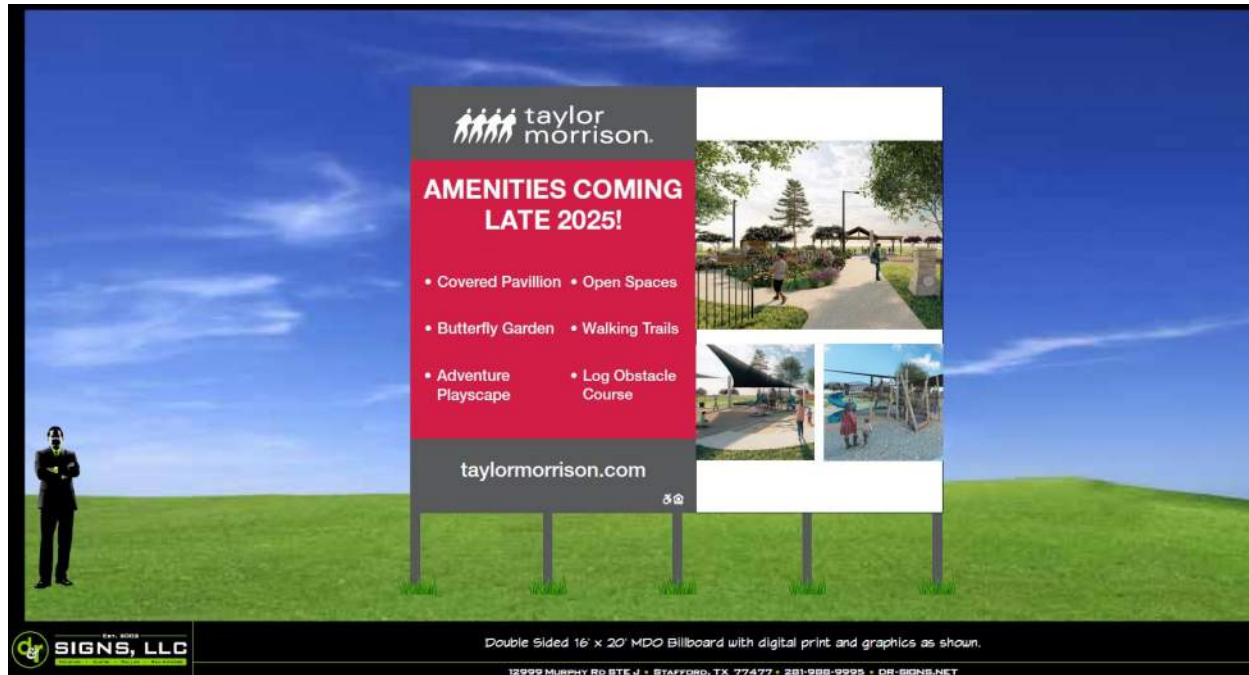 taylor
morrison.
AMENITIES COMING
LATE 2025!
• Covered Pavillion • Open Spaces
• Butterfly Garden • Walking Trails
• Adventure
Playscape
• Log Obstacle
Course
taylormorrison.com
d&r
EST. 2002
SIGNS, LLC
Double Sided 16' x 20' MDO Billboard with digital print and graphics as shown.
12999 MURPHY RD STE J • STAFFORD, TX 77477 • 281-988-9995 • DR-SIGNS.NET